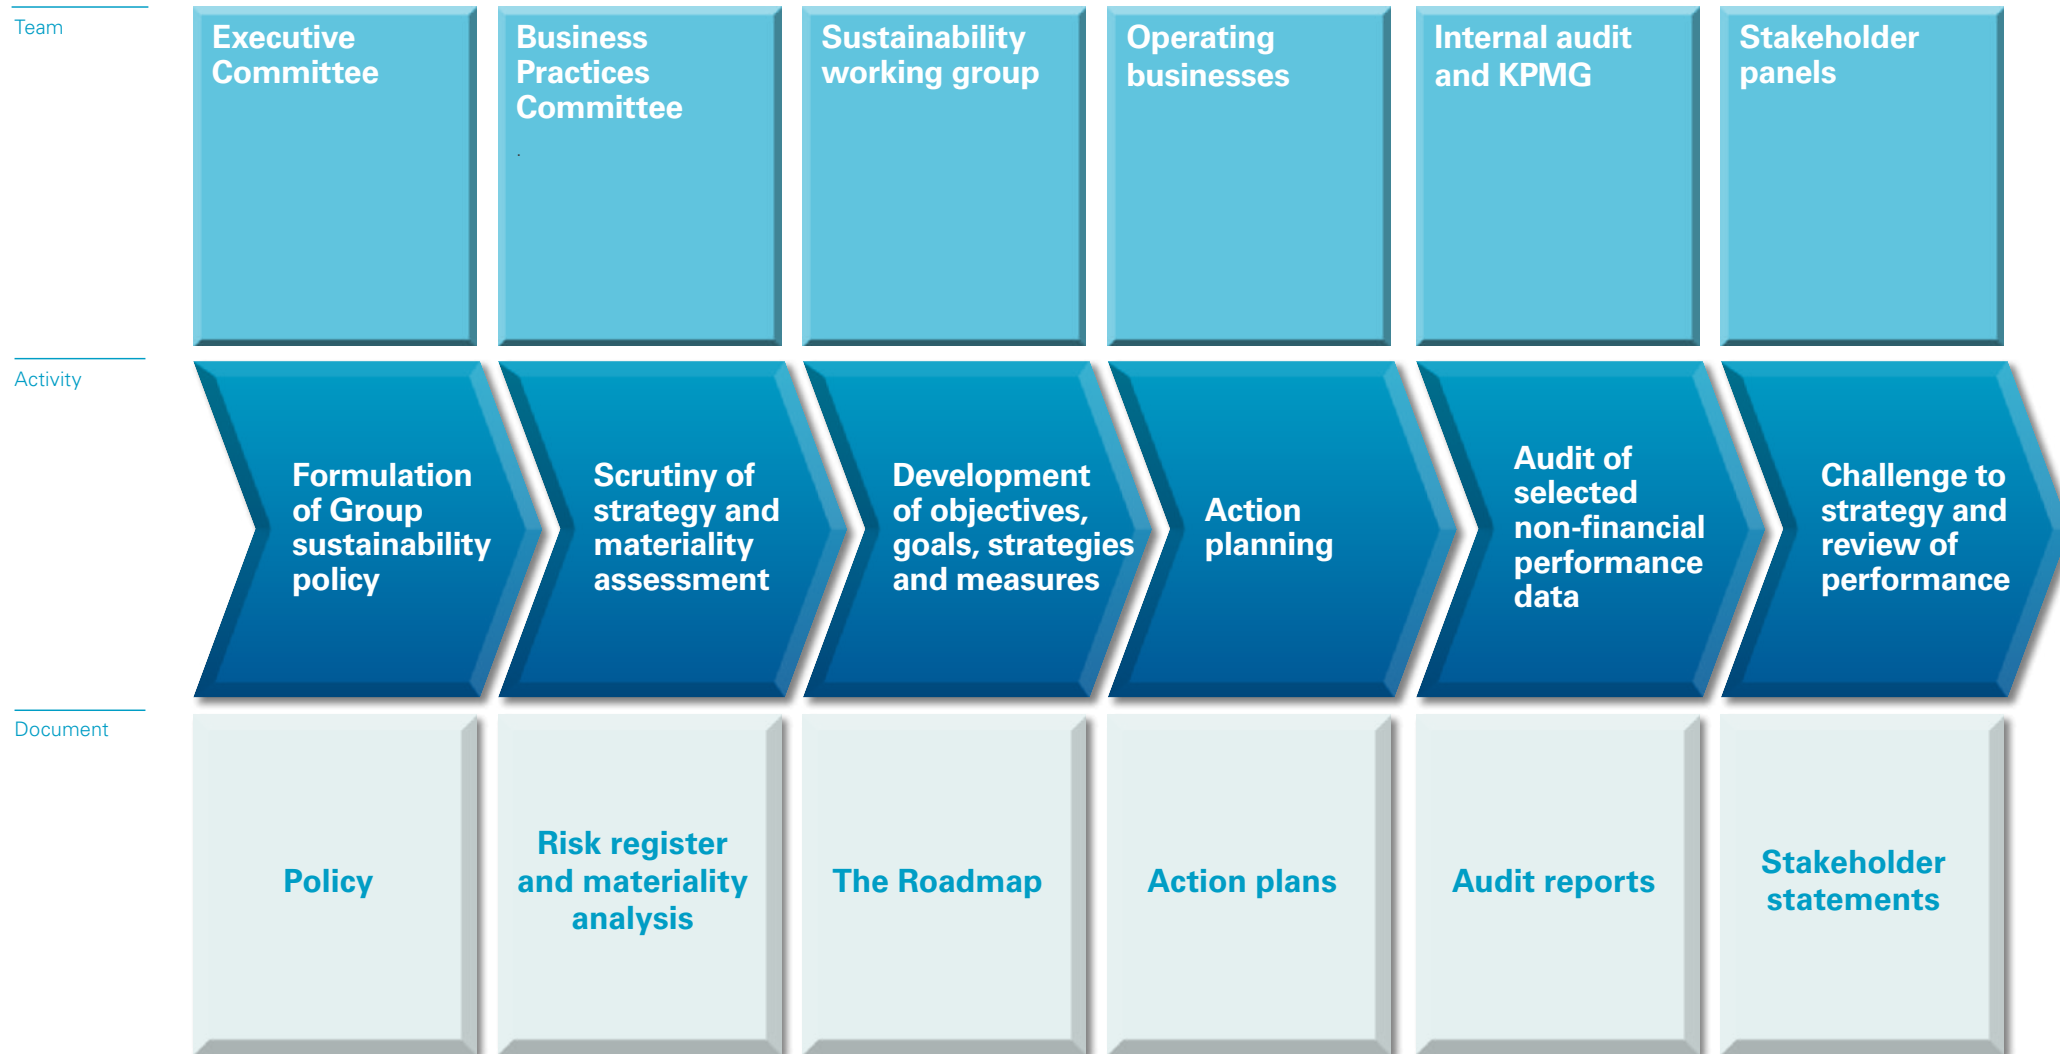 Team
Executive
Committee
Business
Practices
Committee
.
Sustainability
working group
Operating
businesses
Internal audit
and KPMG
Stakeholder
panels
Activity
Formulation
of Group
sustainability
policy
Scrutiny of
strategy and
materiality
assessment
Development
of objectives,
goals, strategies
and measures
Action
planning
Audit of
selected
non-financial
performance
data
Challenge to
strategy and
review of
performance
Document
Policy
Risk register
and materiality
analysis
The Roadmap
Action plans
Audit reports
Stakeholder
statements